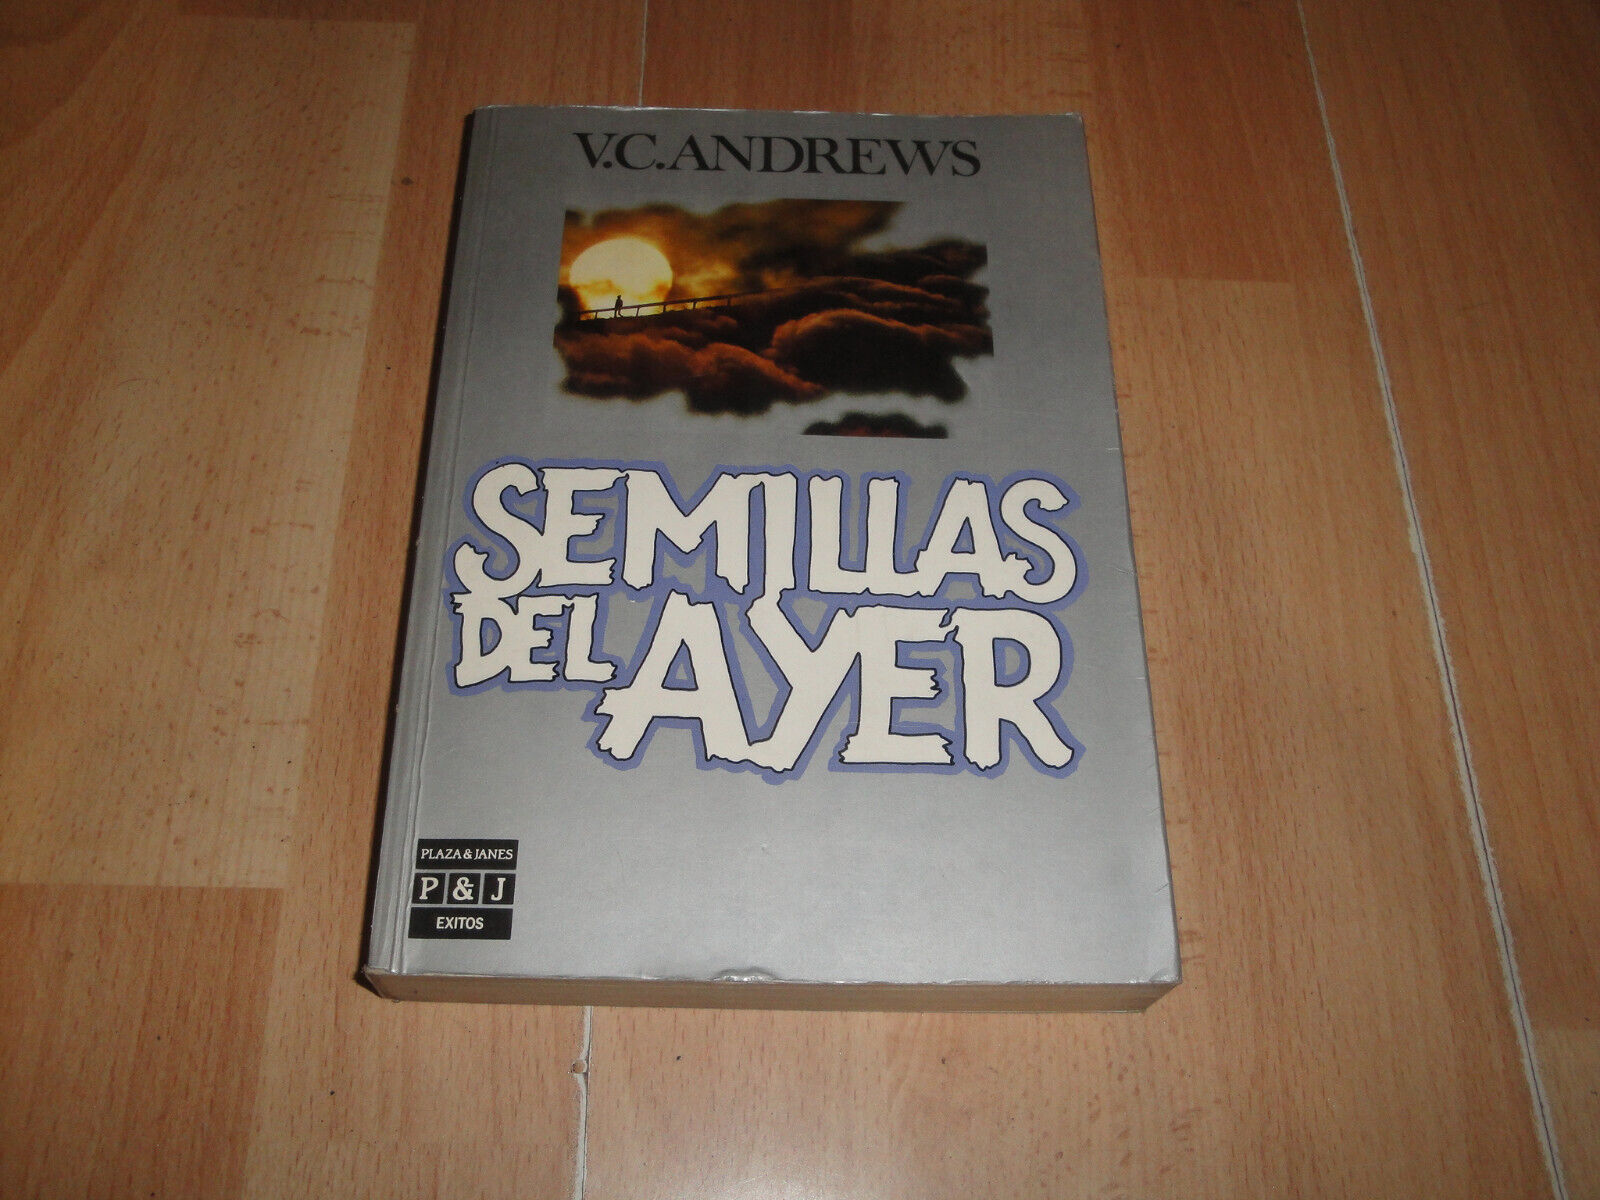 V.C.ANDREWS
SEMILLAS
DEL AYER
PLAZA & JANES
P & J
EXITOS